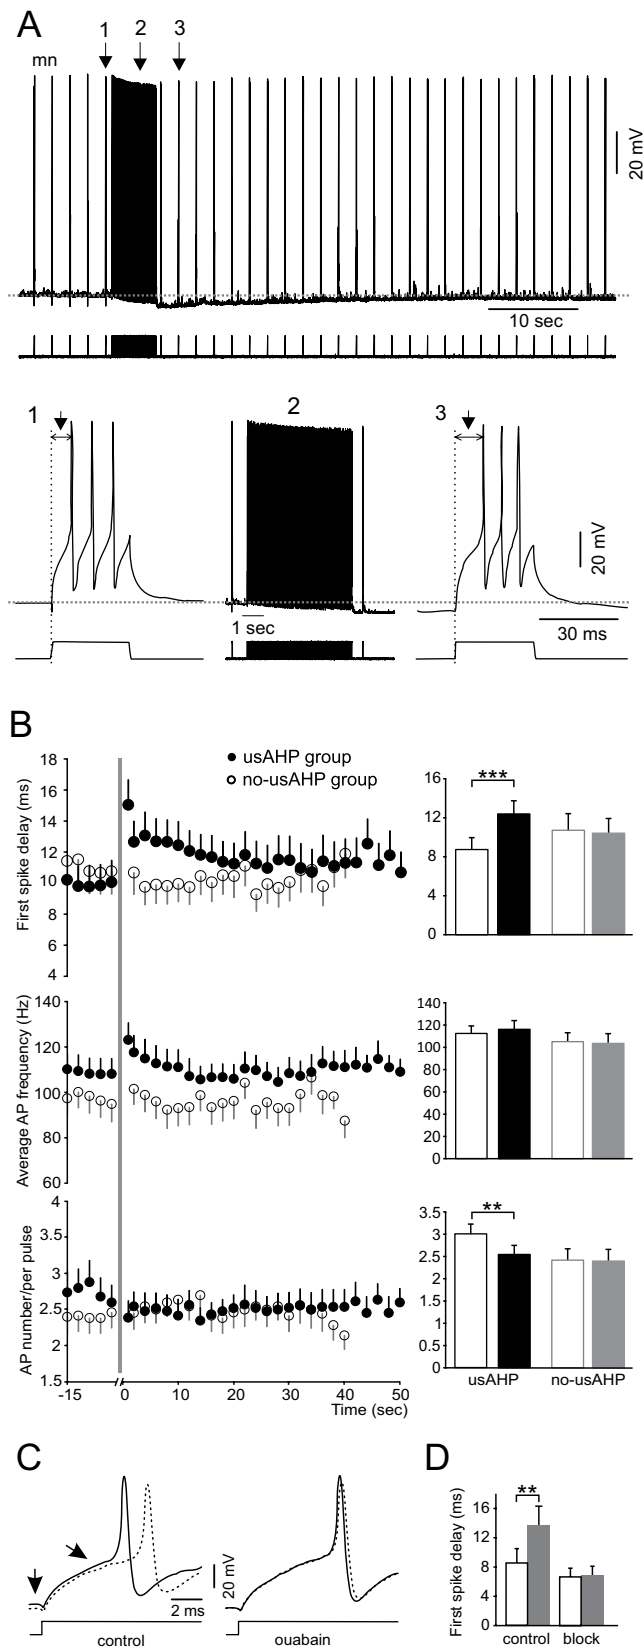 A
1 2 3
mn
20 mV
10 sec
1 2 3
20 mV
1 sec
30 ms
B
usAHP group
no-usAHP group
First spike delay (ms)
18
16
14
12
10
8
6
4
16
12
8
4
0
***
Average AP frequency (Hz)
140
120
100
80
60
140
120
100
80
60
40
20
0
AP number/per pulse
4
3.5
3
2.5
2
1.5
-15 0 10 20 30 40 50
Time (sec)
3.5
3
2.5
2
1.5
1
0.5
0
**
usAHP no-usAHP
C
20 mV
2 ms
control ouabain
D
First spike delay (ms)
16
12
8
4
0
**
control block